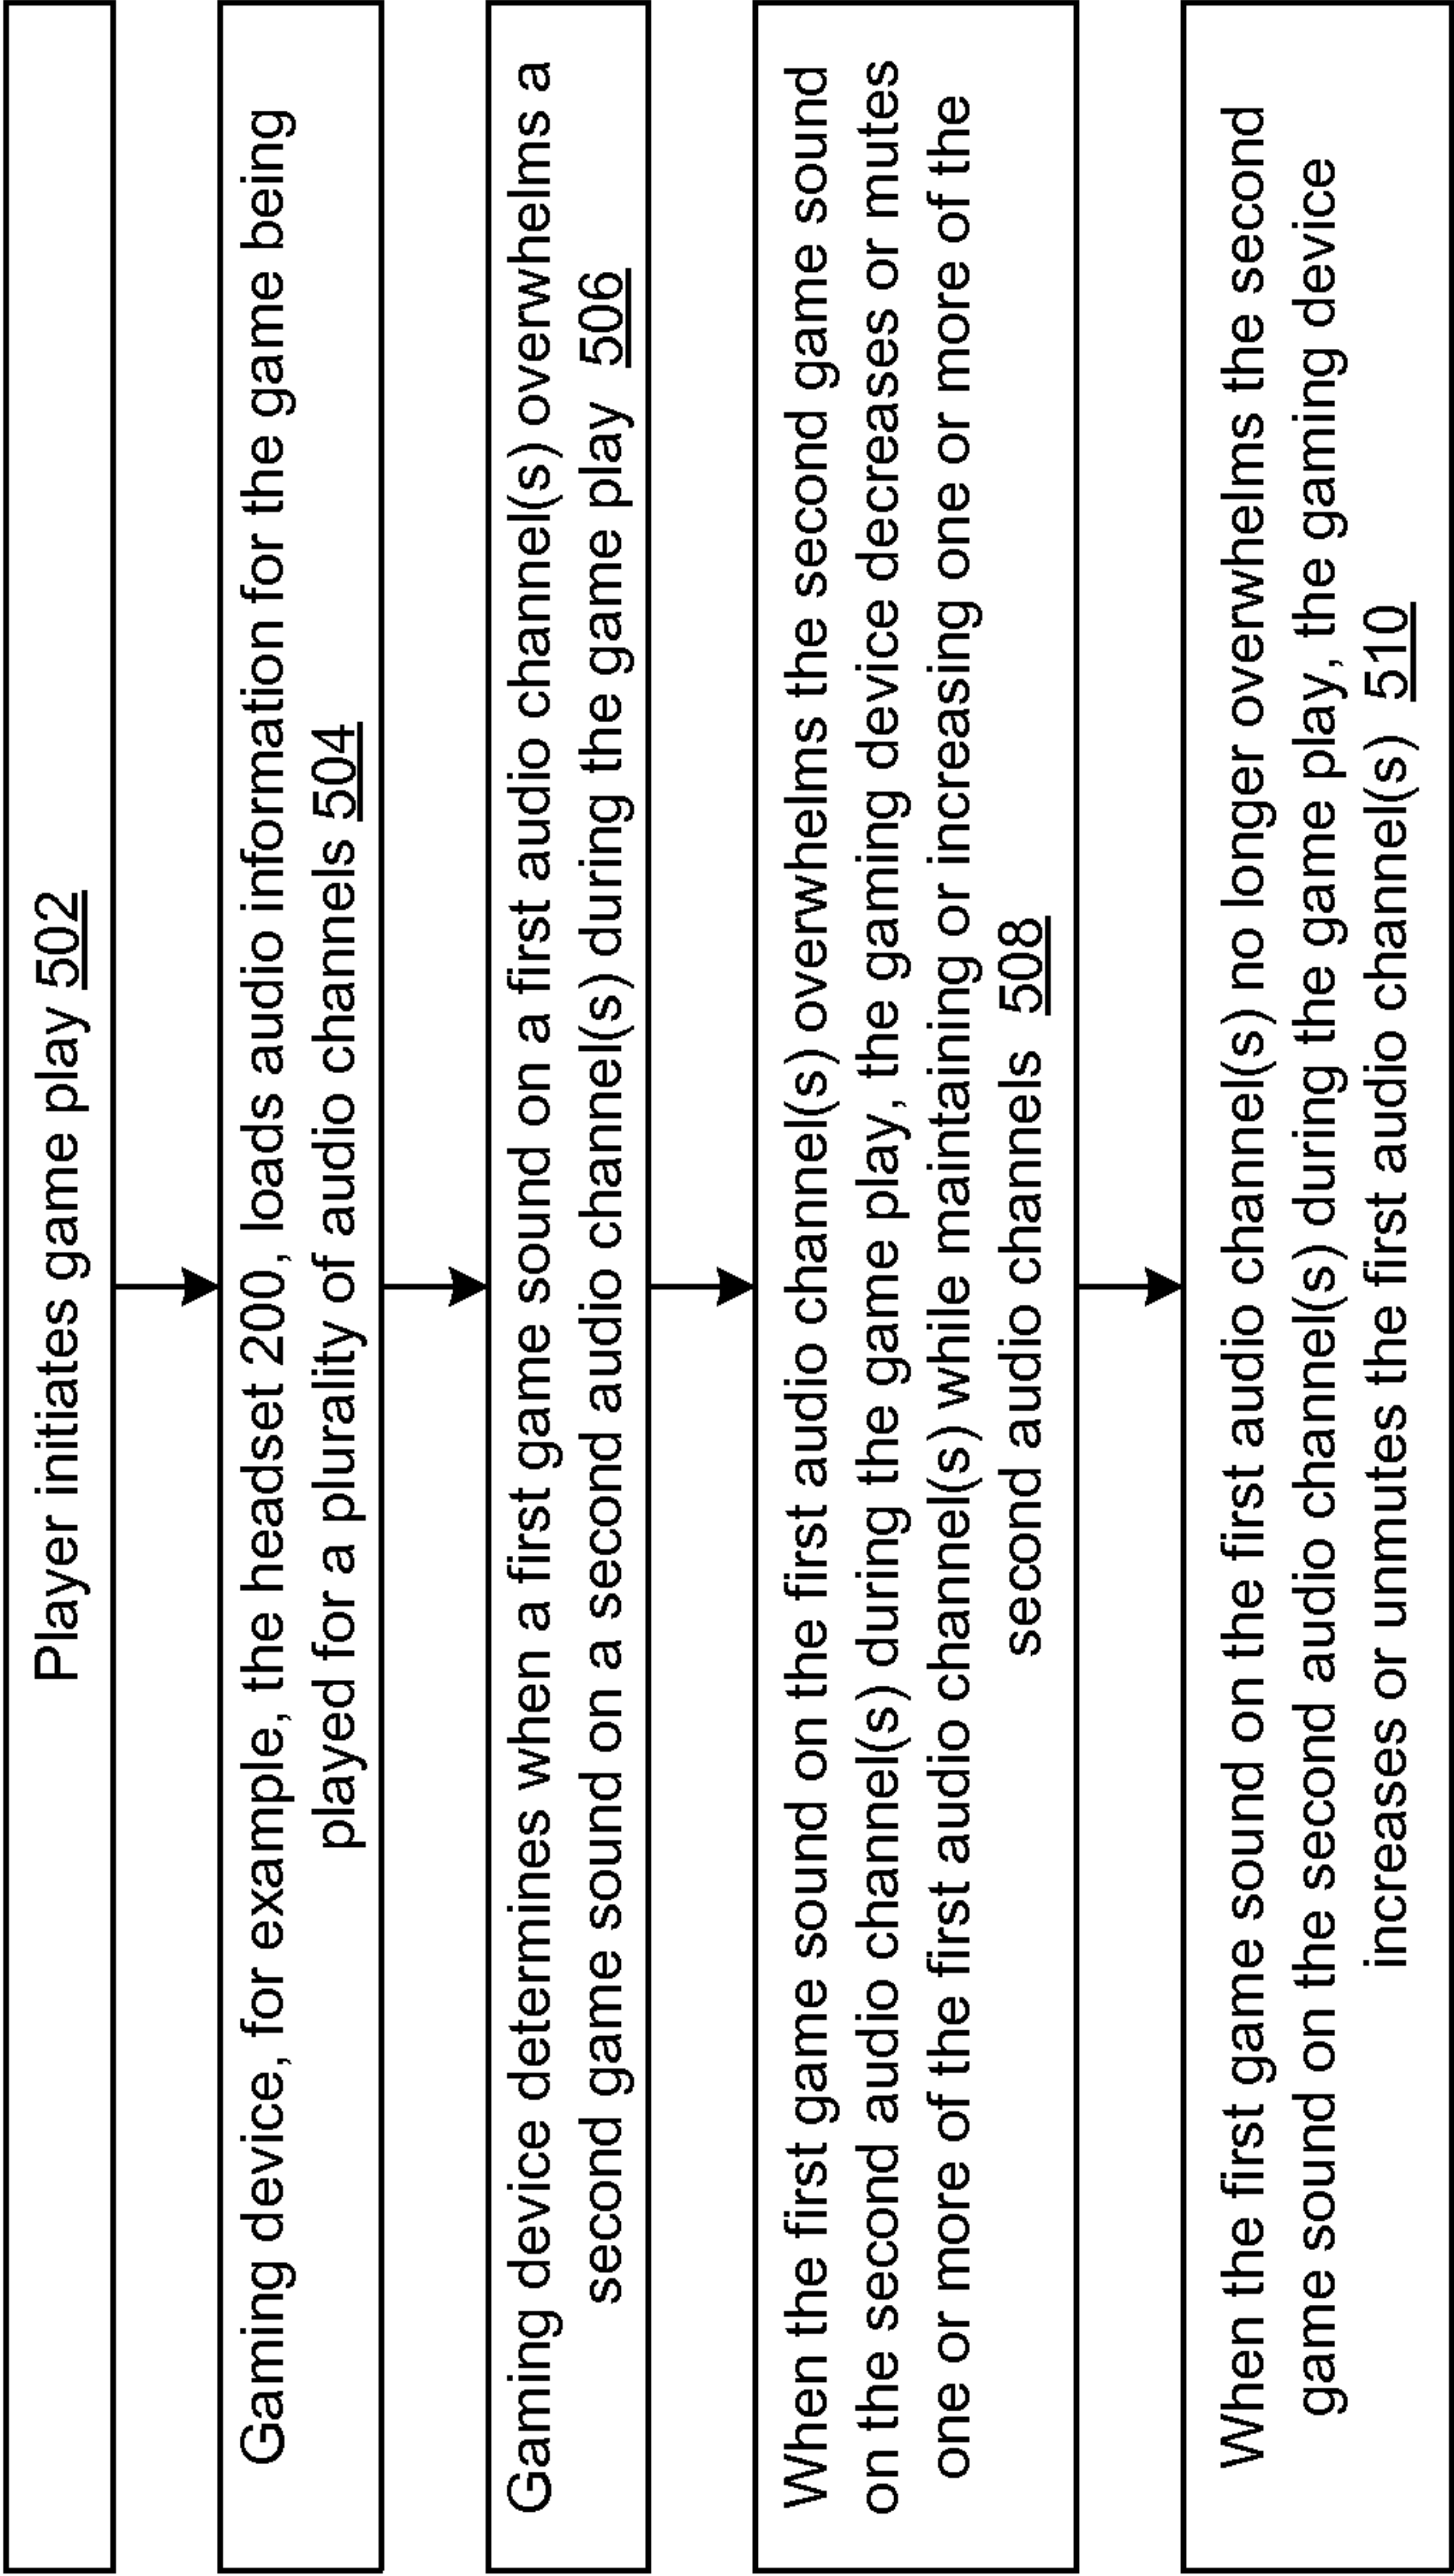 Player initiates game play 502
Gaming device, for example, the headset 200, loads audio information for the game being
played for a plurality of audio channels 504
Gaming device determines when a first game sound on a first audio channel(s) overwhelms a
second game sound on a second audio channel(s) during the game play 506
When the first game sound on the first audio channel(s) overwhelms the second game sound
on the second audio channel(s) during the game play, the gaming device decreases or mutes
one or more of the first audio channel(s) while maintaining or increasing one or more of the
second audio channels 508
When the first game sound on the first audio channel(s) no longer overwhelms the second
game sound on the second audio channel(s) during the game play, the gaming device
increases or unmutes the first audio channel(s) 510